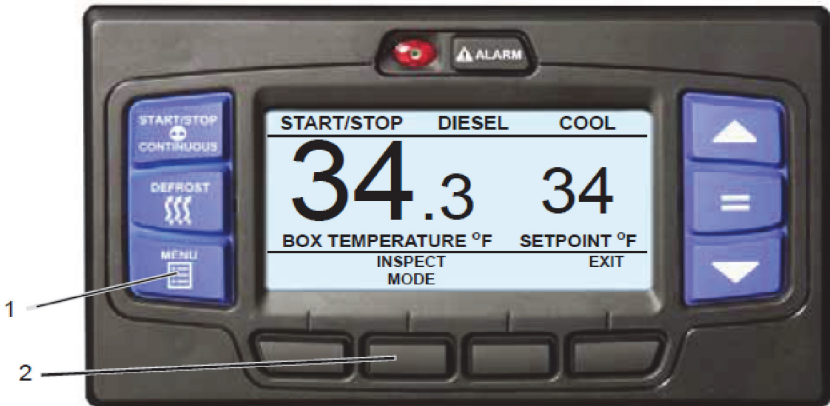 ALARM
START/STOP
CONTINUOUS
DEFROST
MENU
START/STOP DIESEL COOL
34.3 34
BOX TEMPERATURE °F SETPOINT °F
INSPECT EXIT
MODE
=
1
2